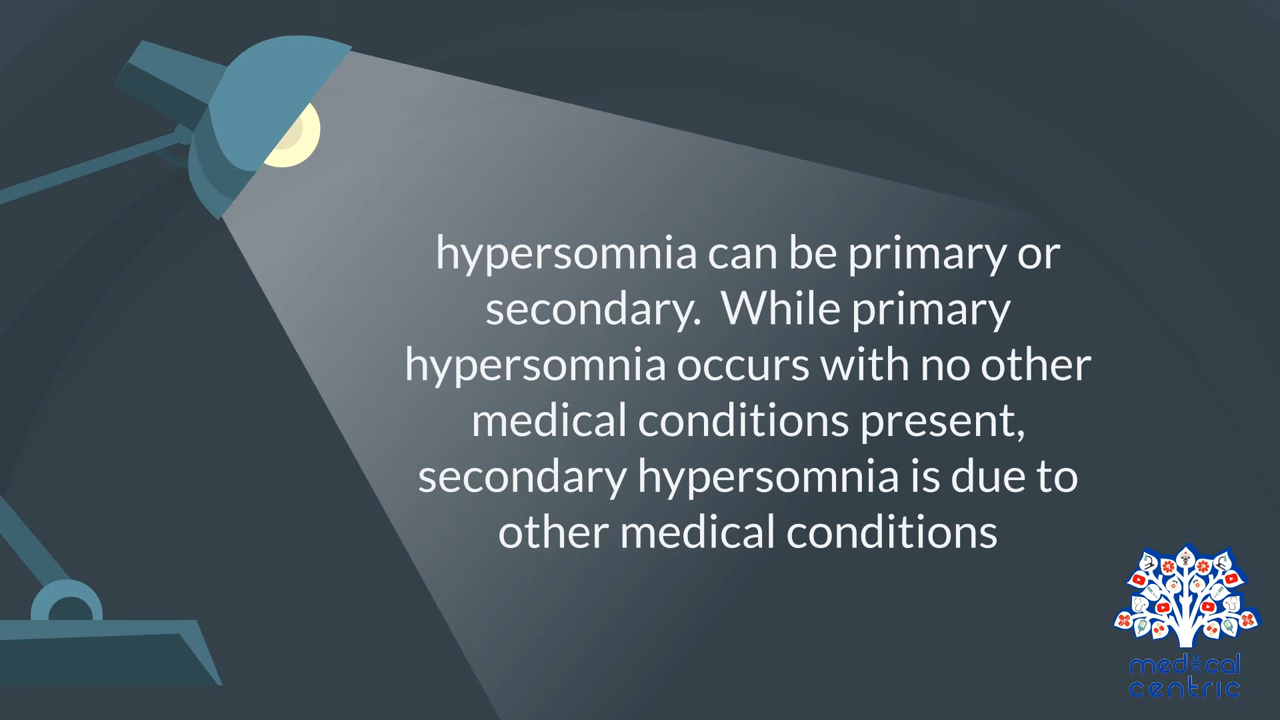 hypersomnia can be primary or
secondary.  While primary
hypersomnia occurs with no other
medical conditions present,
secondary hypersomnia is due to
other medical conditions
medical
centric